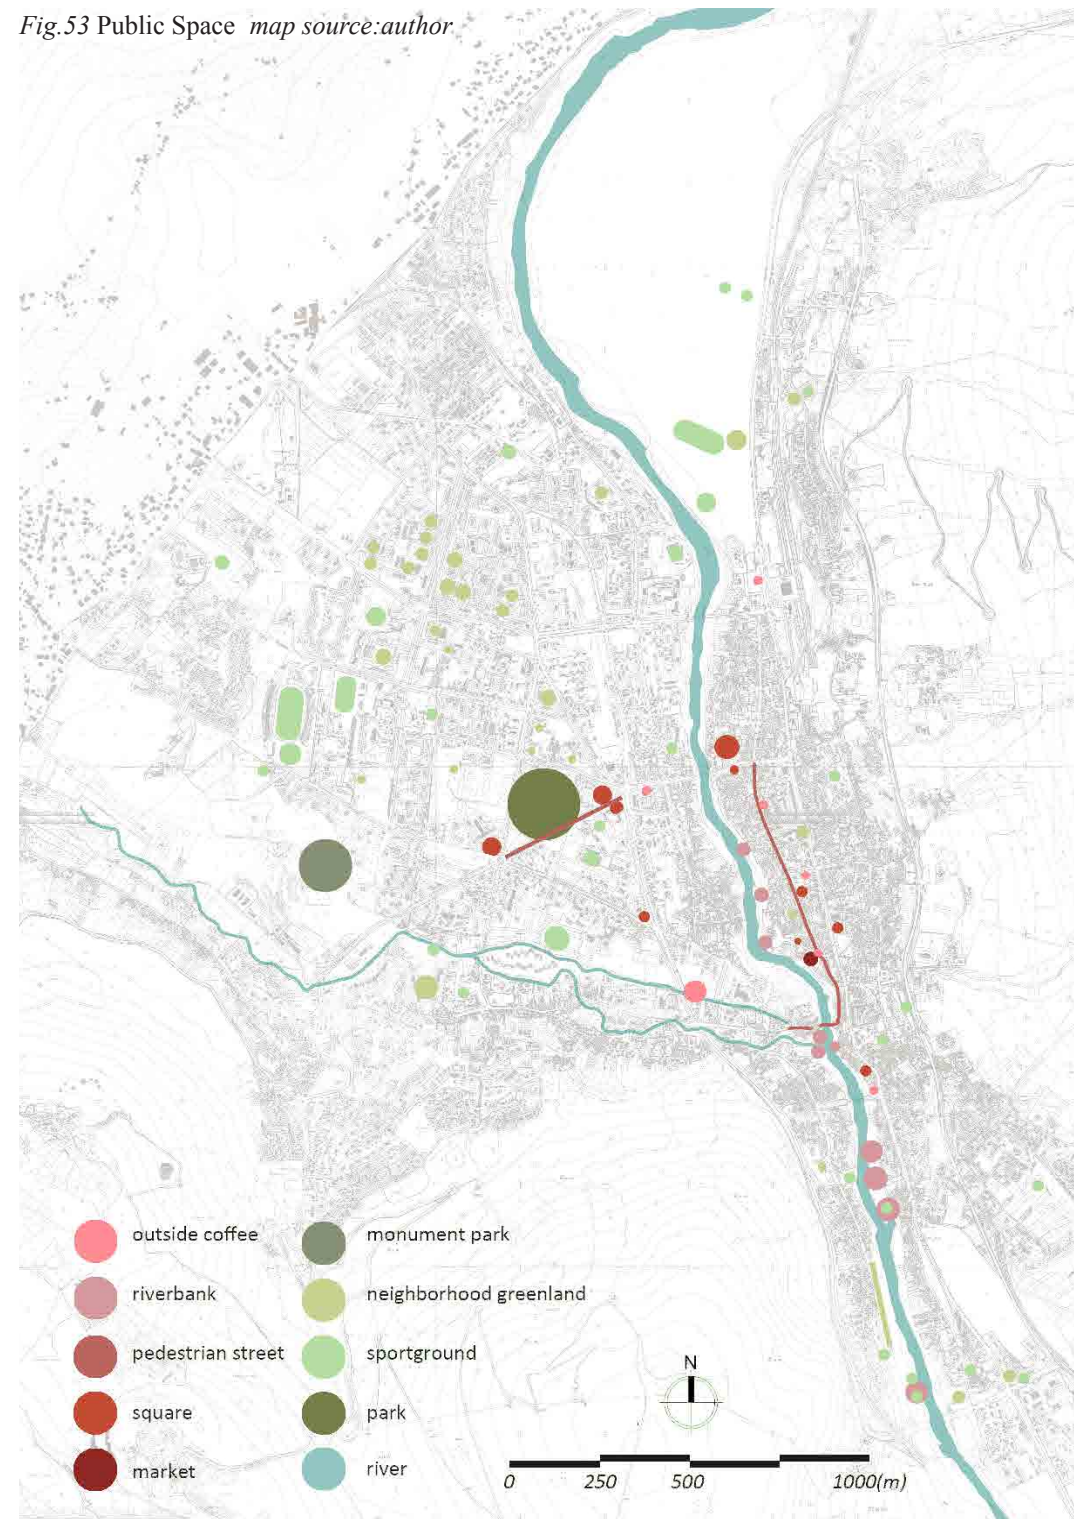 Fig.53 Public Space map source:author
outside coffee
monument park
riverbank
neighborhood greenland
pedestrian street
sportground
square
park
market
river
N
0 250 500 1000(m)